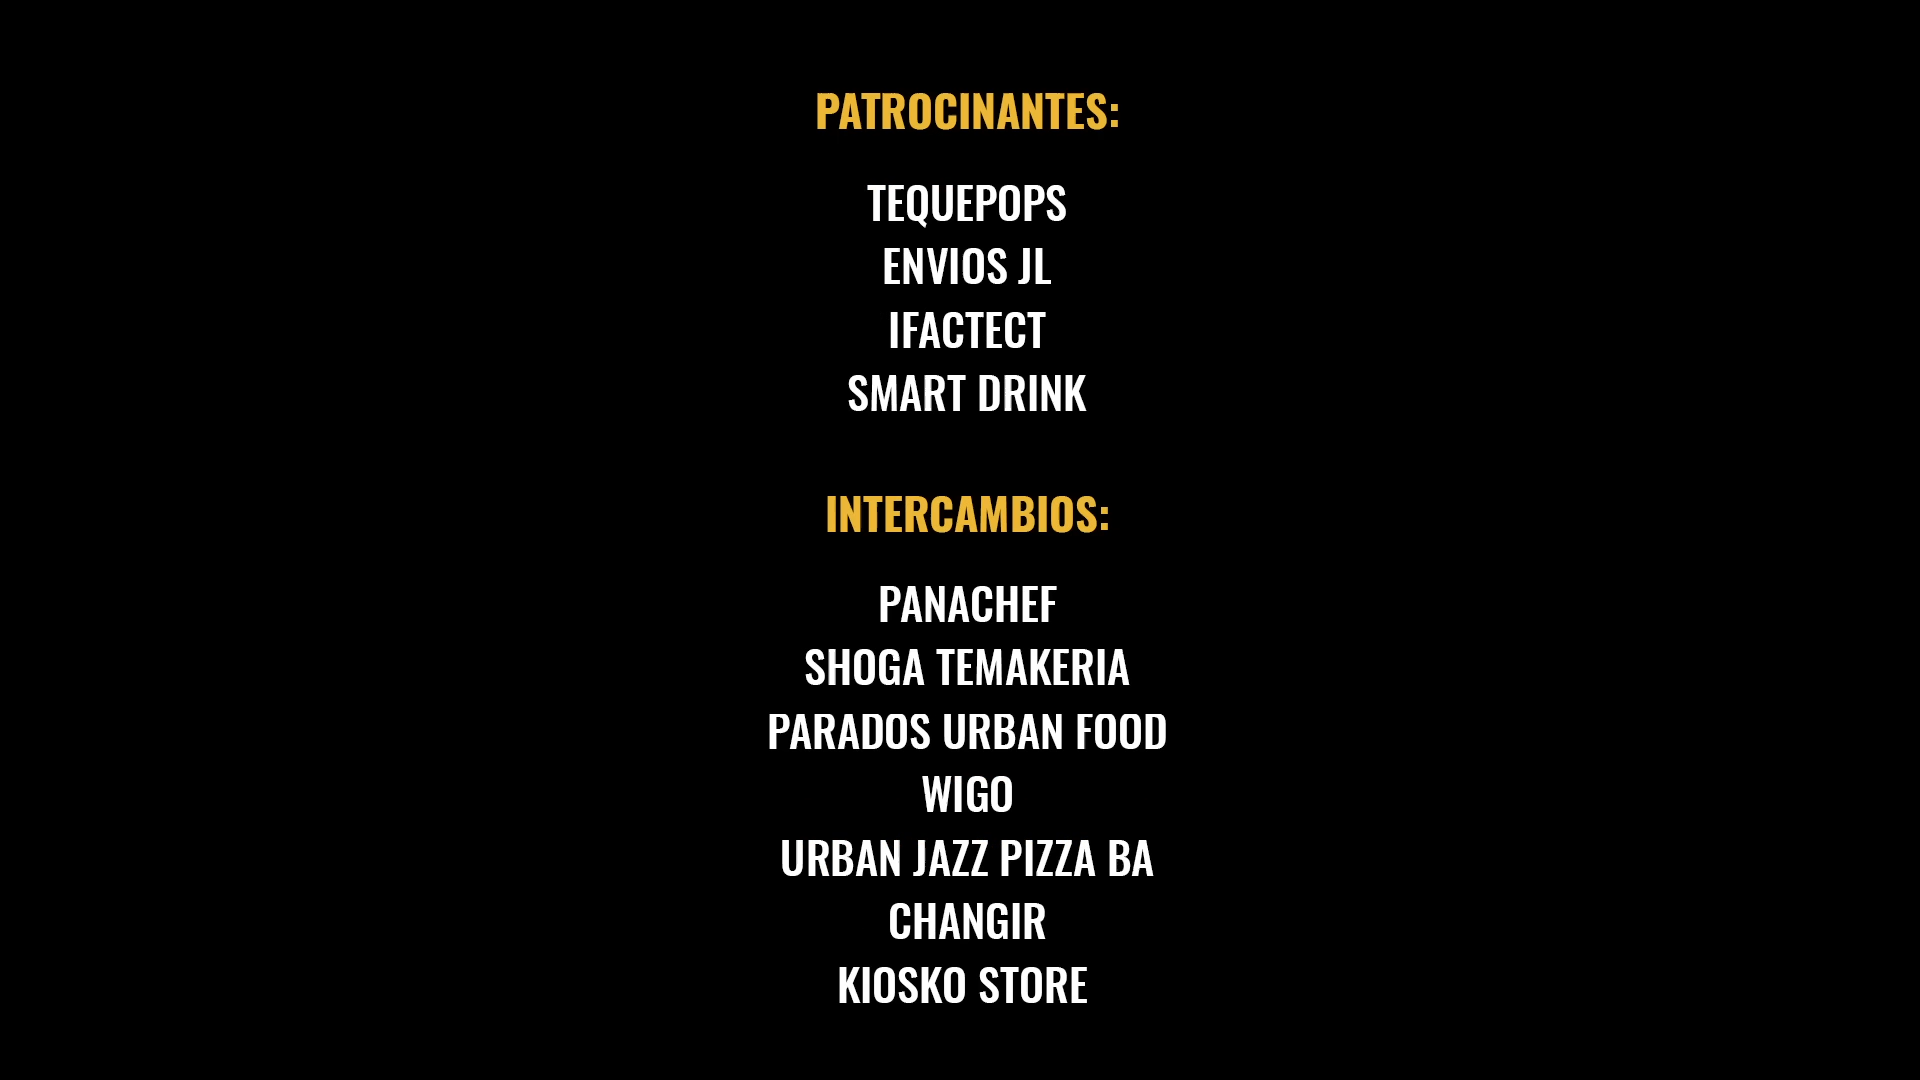 PATROCINANTES:
TEQUEPOPS
ENVIOS JL
IFACTECT
SMART DRINK
INTERCAMBIOS:
PANACHEF
SHOGA TEMAKERIA
PARADOS URBAN FOOD
WIGO
URBAN JAZZ PIZZA BA
CHANGIR
KIOSKO STORE